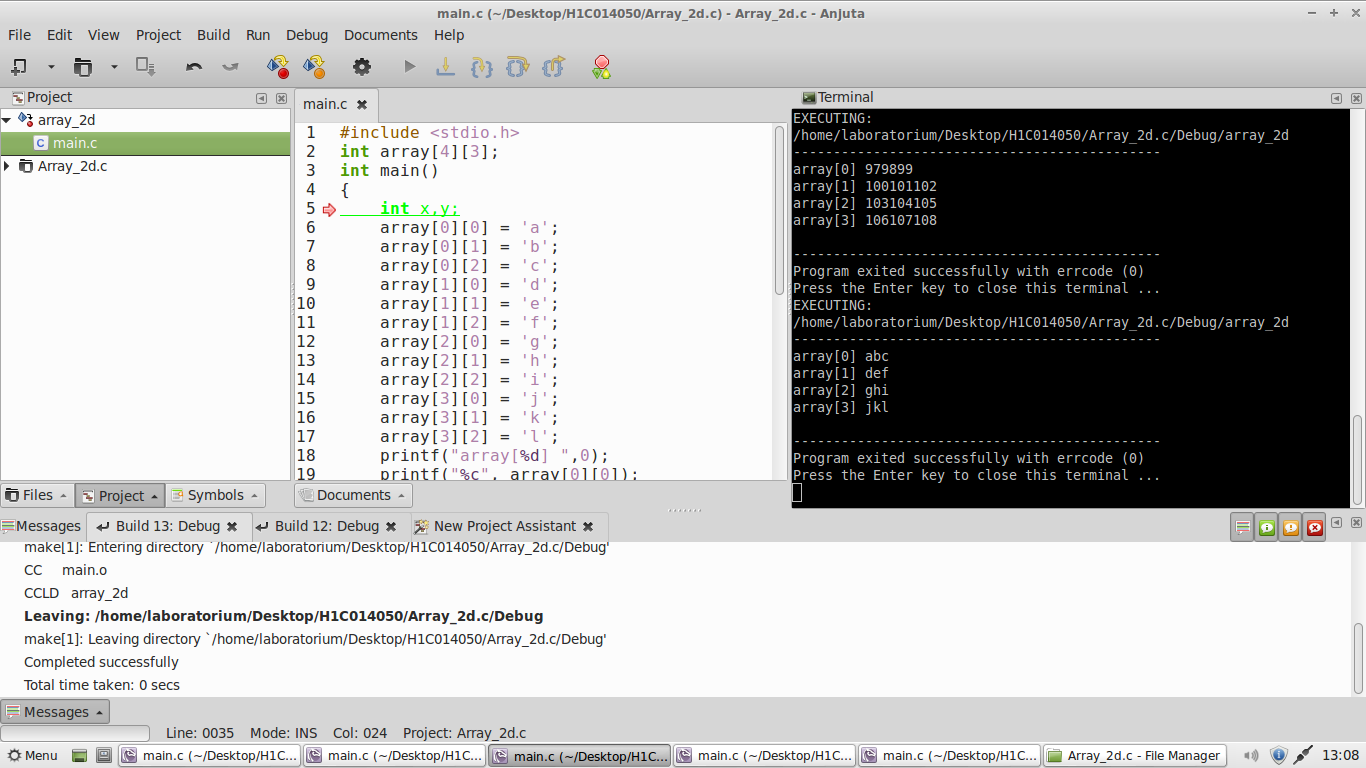 main.c (~/Desktop/H1C014050/Array_2d.c) - Array_2d.c - Anjuta
File Edit View Project Build Run Debug Documents Help
Project
array_2d
main.c
Array_2d.c
Files Project Symbols
main.c
1 #include <stdio.h>
2 int array[4][3];
3 int main()
4 {
5 int x,y;
6 array[0][0] = 'a';
7 array[0][1] = 'b';
8 array[0][2] = 'c';
9 array[1][0] = 'd';
10 array[1][1] = 'e';
11 array[1][2] = 'f';
12 array[2][0] = 'g';
13 array[2][1] = 'h';
14 array[2][2] = 'i';
15 array[3][0] = 'j';
16 array[3][1] = 'k';
17 array[3][2] = 'l';
18 printf("array[%d] ",0);
19 printf("%c", array[0][0]);
Documents
Terminal
EXECUTING:
/home/laboratorium/Desktop/H1C014050/Array_2d.c/Debug/array_2d
----------------------------------------------
array[0] 979899
array[1] 100101102
array[2] 103104105
array[3] 106107108
----------------------------------------------
Program exited successfully with errcode (0)
Press the Enter key to close this terminal ...
EXECUTING:
/home/laboratorium/Desktop/H1C014050/Array_2d.c/Debug/array_2d
----------------------------------------------
array[0] abc
array[1] def
array[2] ghi
array[3] jkl
----------------------------------------------
Program exited successfully with errcode (0)
Press the Enter key to close this terminal ...
Messages Build 13: Debug Build 12: Debug New Project Assistant
make[1]: Entering directory `/home/laboratorium/Desktop/H1C014050/Array_2d.c/Debug'
CC main.o
CCLD array_2d
Leaving: /home/laboratorium/Desktop/H1C014050/Array_2d.c/Debug
make[1]: Leaving directory `/home/laboratorium/Desktop/H1C014050/Array_2d.c/Debug'
Completed successfully
Total time taken: 0 secs
Messages
Line: 0035 Mode: INS Col: 024 Project: Array_2d.c
Menu main.c (~/Desktop/H1C... main.c (~/Desktop/H1C... main.c (~/Desktop/H1C... main.c (~/Desktop/H1C... main.c (~/Desktop/H1C... Array_2d.c - File Manager 13:08